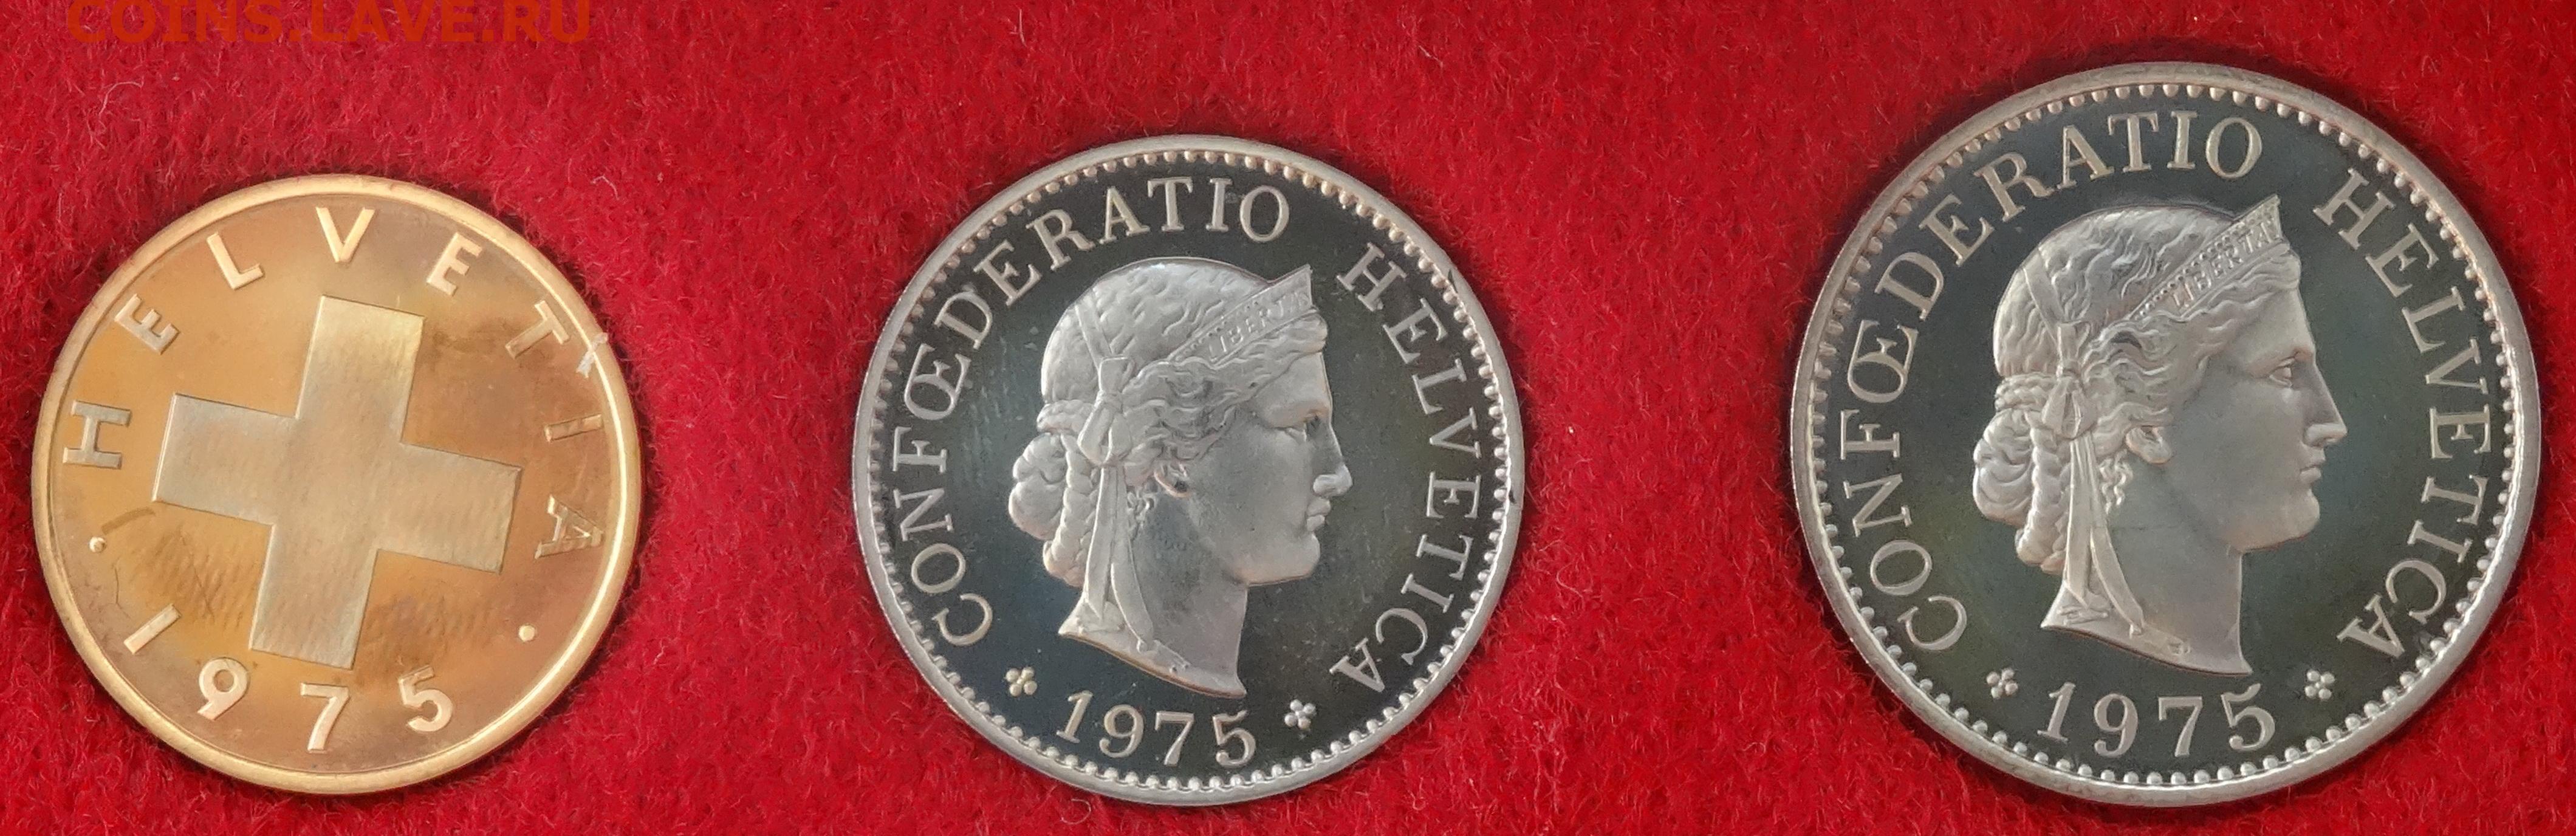 COINS.LAVE.RU
HELVETIA
1975
CONFŒDERATIO HELVETICA
LIBERTAS
1975
CONFŒDERATIO HELVETICA
LIBERTAS
1975